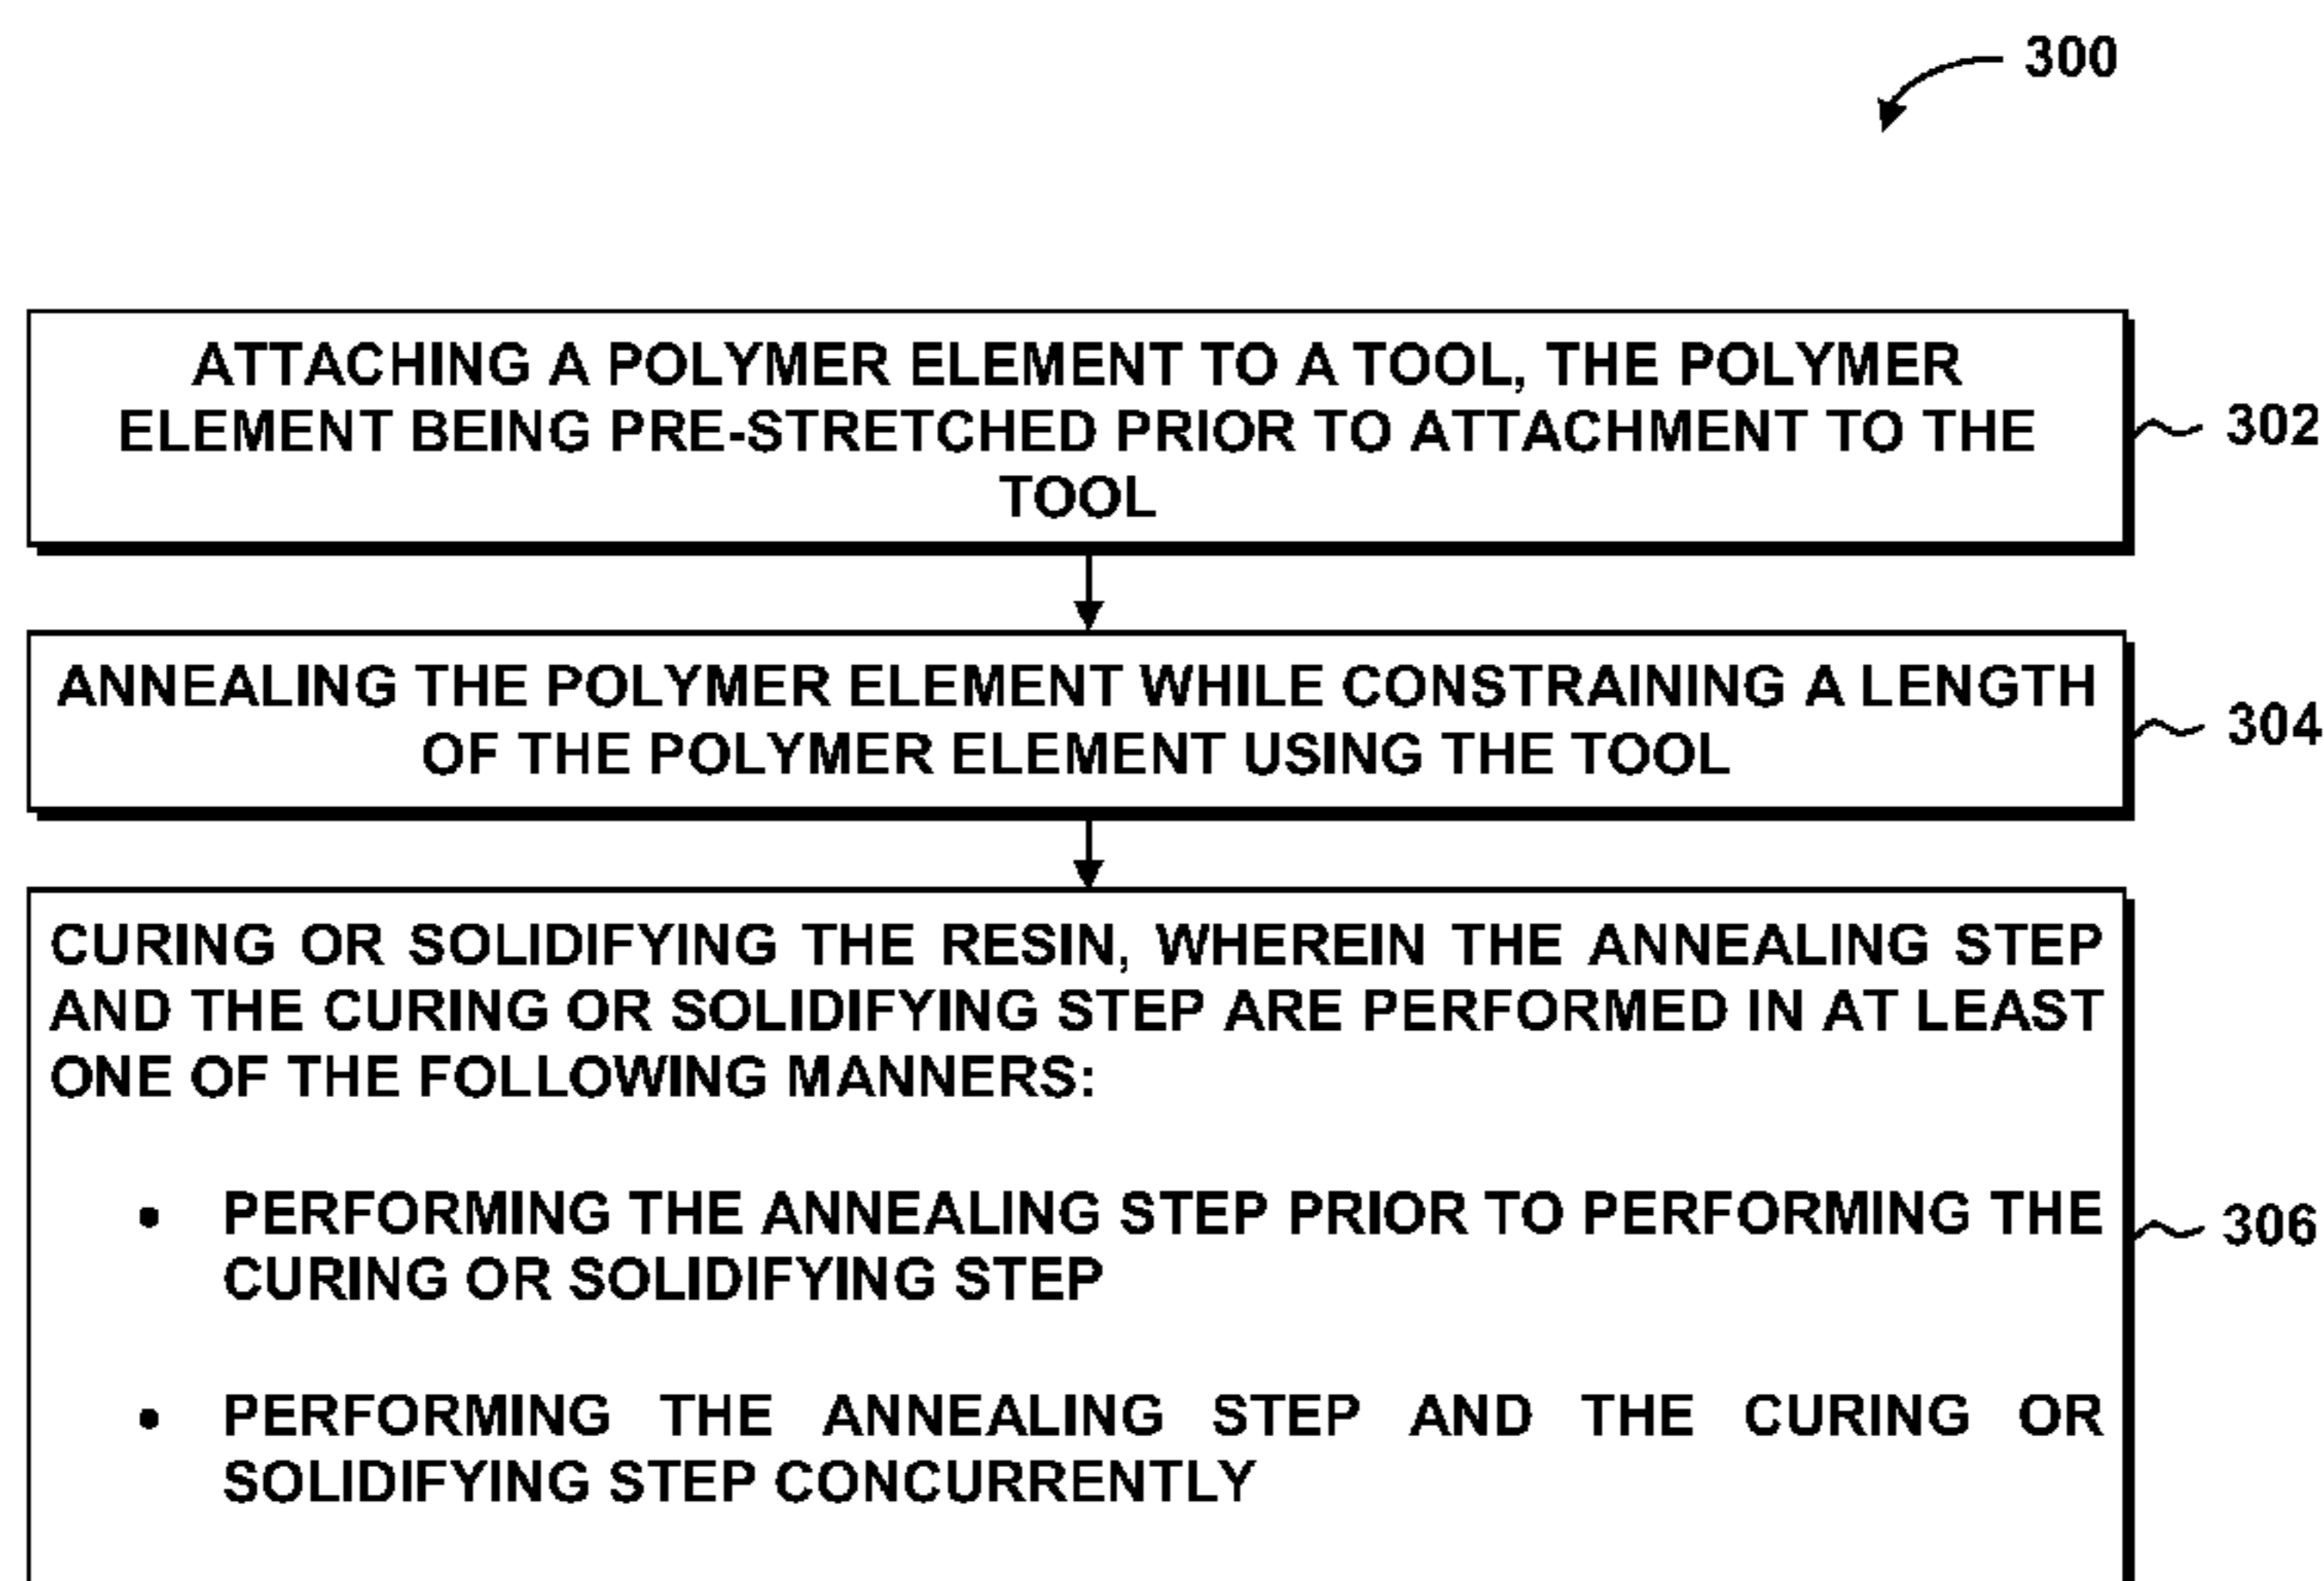 300
ATTACHING A POLYMER ELEMENT TO A TOOL, THE POLYMER
ELEMENT BEING PRE-STRETCHED PRIOR TO ATTACHMENT TO THE
TOOL
302
ANNEALING THE POLYMER ELEMENT WHILE CONSTRAINING A LENGTH
OF THE POLYMER ELEMENT USING THE TOOL
304
CURING OR SOLIDIFYING THE RESIN, WHEREIN THE ANNEALING STEP
AND THE CURING OR SOLIDIFYING STEP ARE PERFORMED IN AT LEAST
ONE OF THE FOLLOWING MANNERS:
• PERFORMING THE ANNEALING STEP PRIOR TO PERFORMING THE
CURING OR SOLIDIFYING STEP
306
• PERFORMING THE ANNEALING STEP AND THE CURING OR
SOLIDIFYING STEP CONCURRENTLY